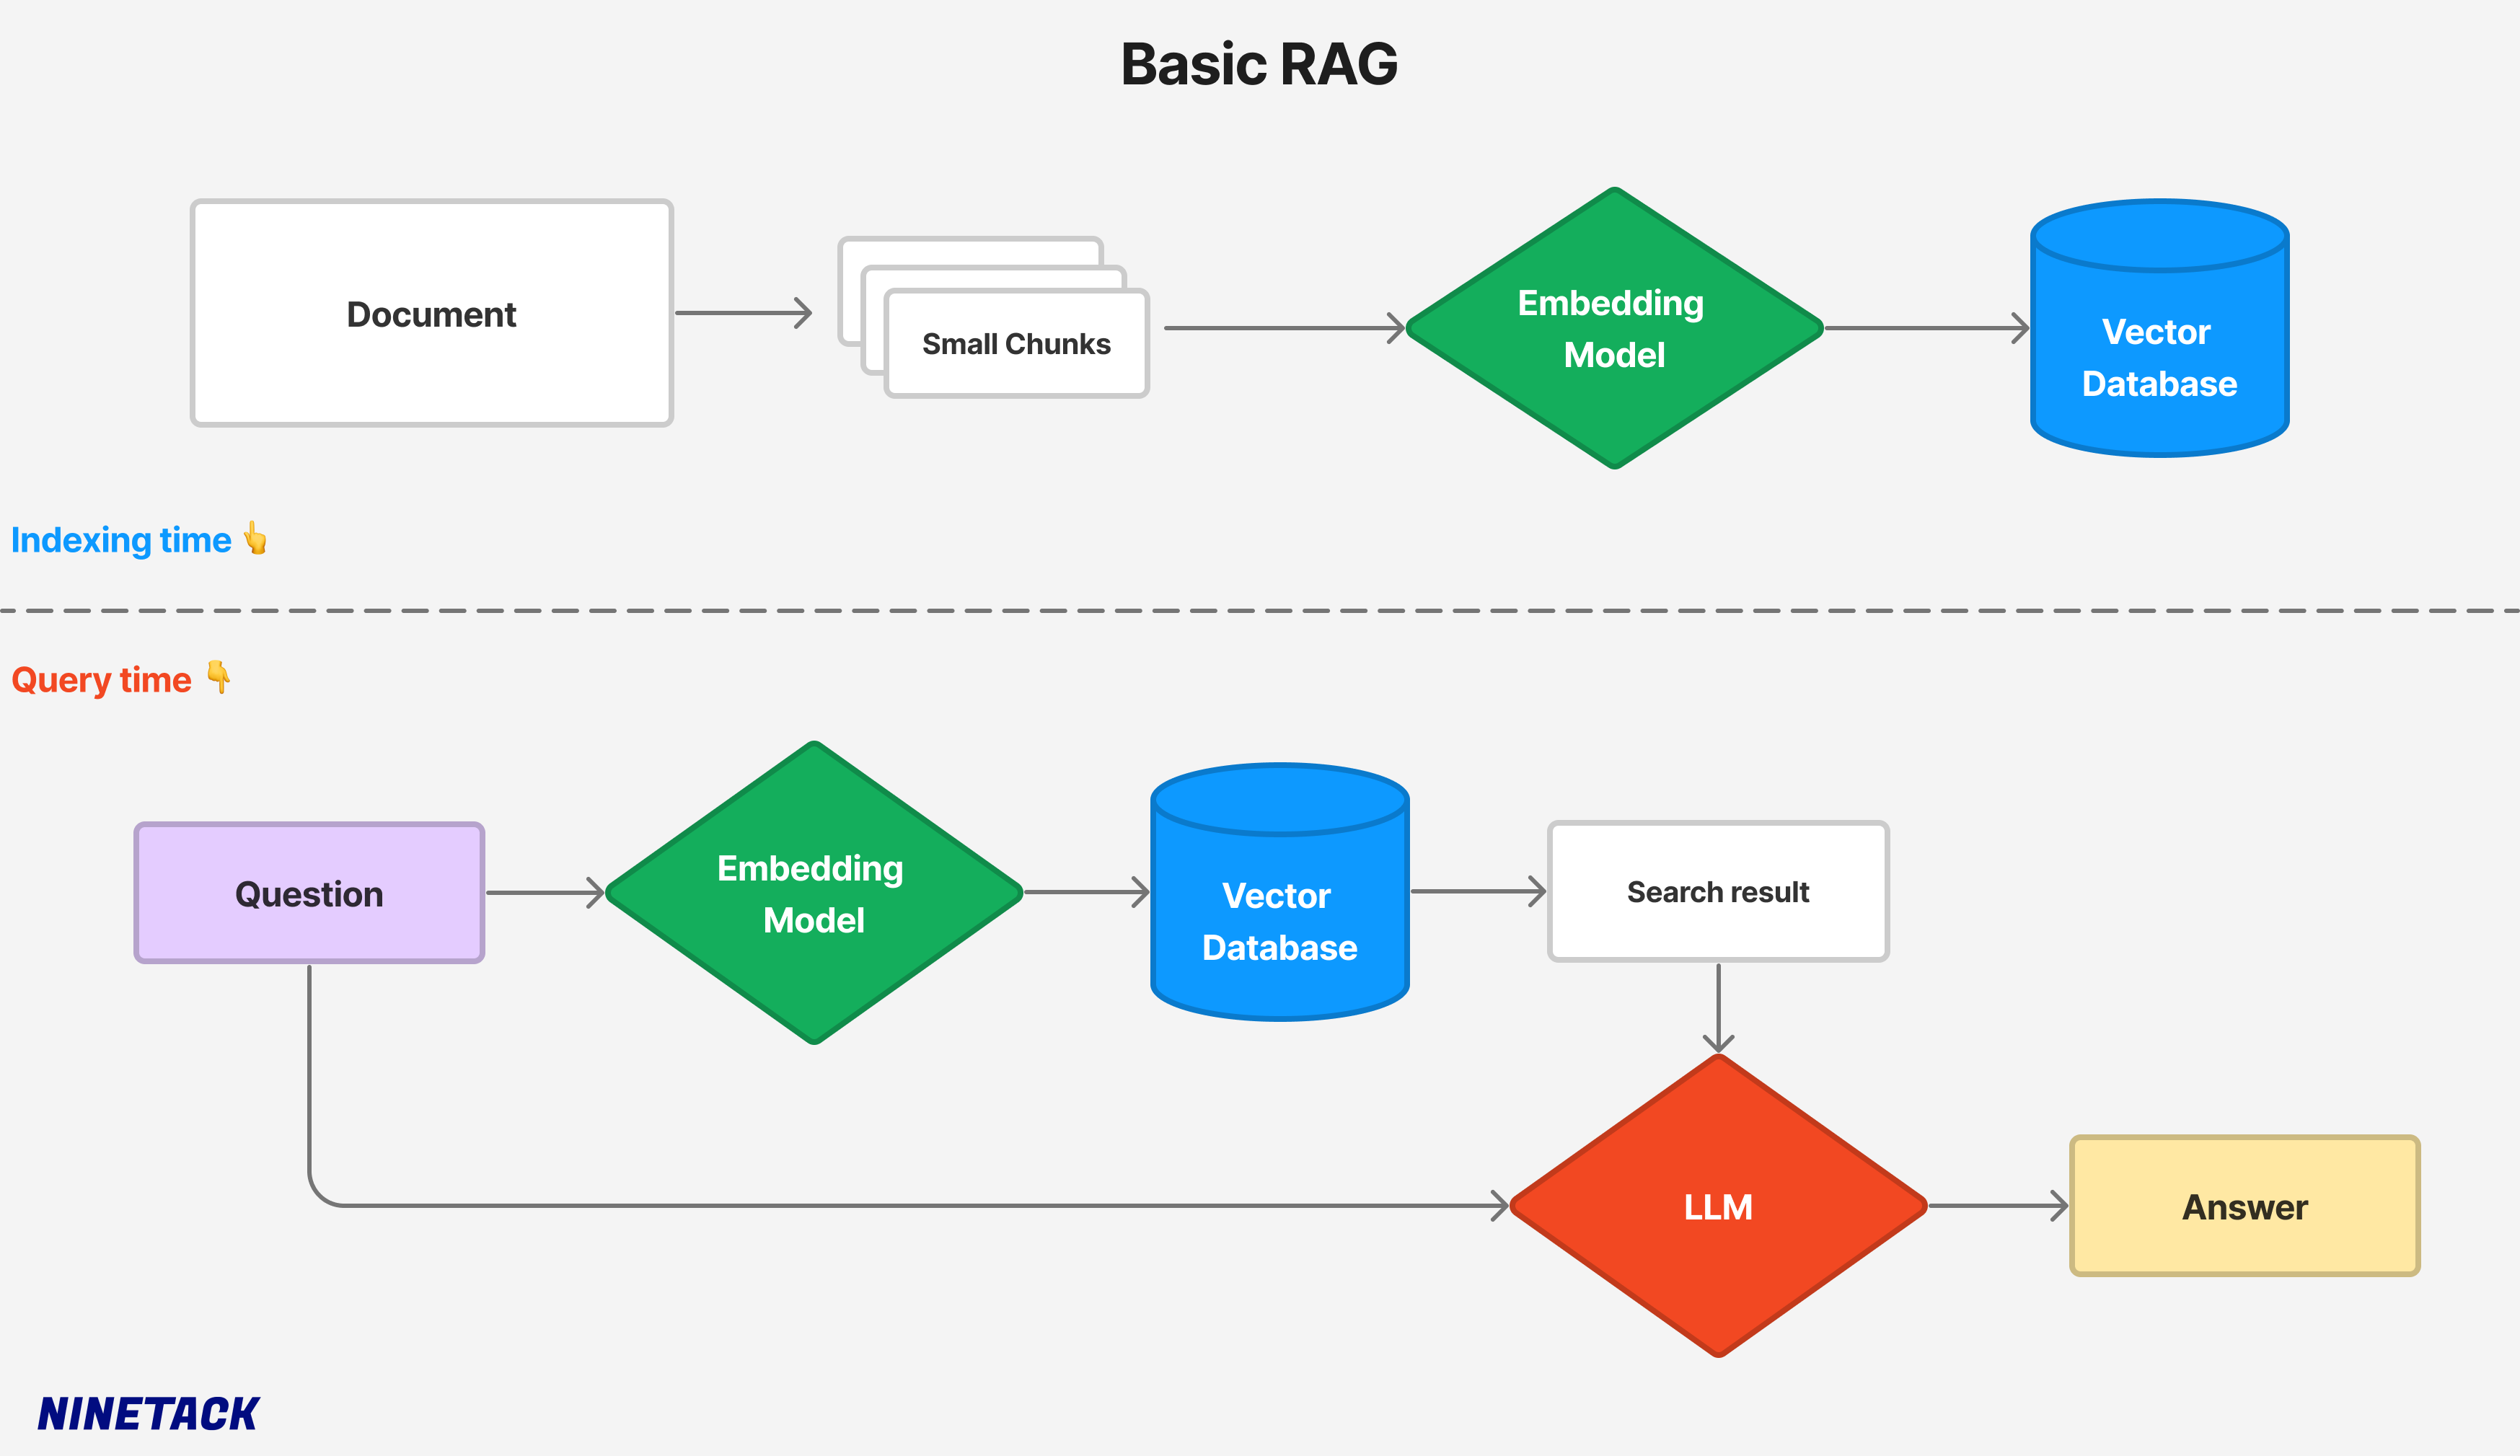 Basic RAG
Document
Small Chunks
Embedding
Model
Vector
Database
Indexing time 👆
Query time 👇
Question
Embedding
Model
Vector
Database
Search result
LLM
Answer
NINETACK